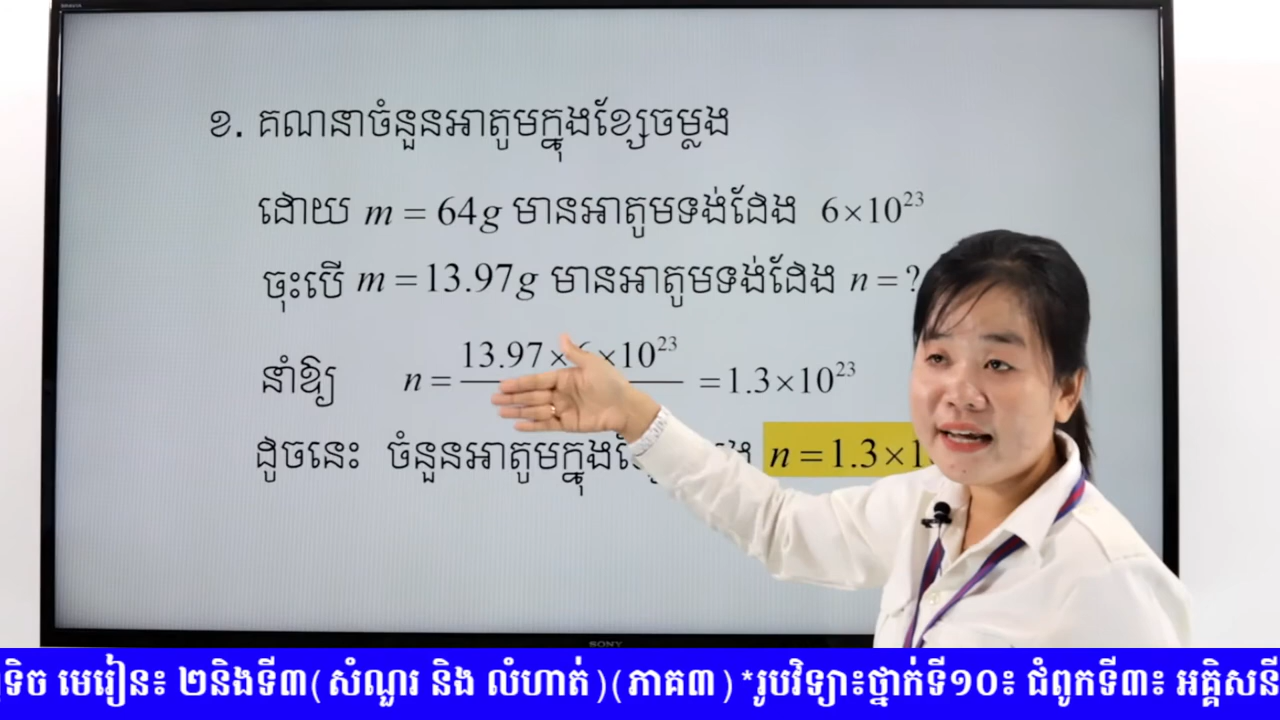 ខ. គណនាចំនួនអាតូមក្នុងខ្សែចម្លង
ដោយ m = 64g មានអាតូមទង់ដែង 6×10²³
ចុះបើ m = 13.97g មានអាតូមទង់ដែង n = ?
នាំឱ្យ n = 13.97× ×10²³ = 1.3×10²³
ដូចនេះ ចំនួនអាតូមក្នុង n = 1.3×1
SONY
មេរៀន៖ ២និងទី៣(សំណួរ និង លំហាត់)(ភាគ៣)*រូបវិទ្យា៖ថ្នាក់ទី១០៖ ជំពូកទី៣៖ អគ្គិសនី